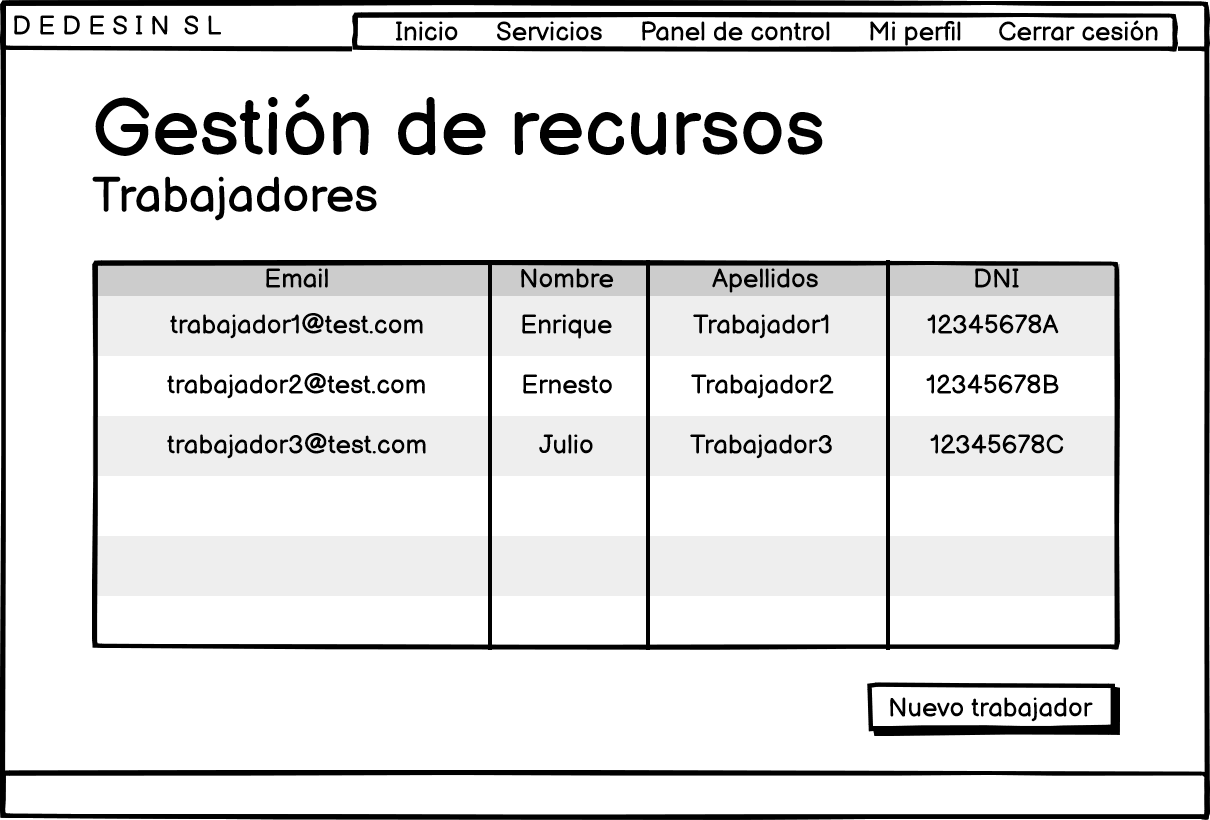 DEDESIN SL
Inicio Servicios Panel de control Mi perfil Cerrar cesión
Gestión de recursos
Trabajadores
Email Nombre Apellidos DNI
trabajador1@test.com Enrique Trabajador1 12345678A
trabajador2@test.com Ernesto Trabajador2 12345678B
trabajador3@test.com Julio Trabajador3 12345678C
Nuevo trabajador